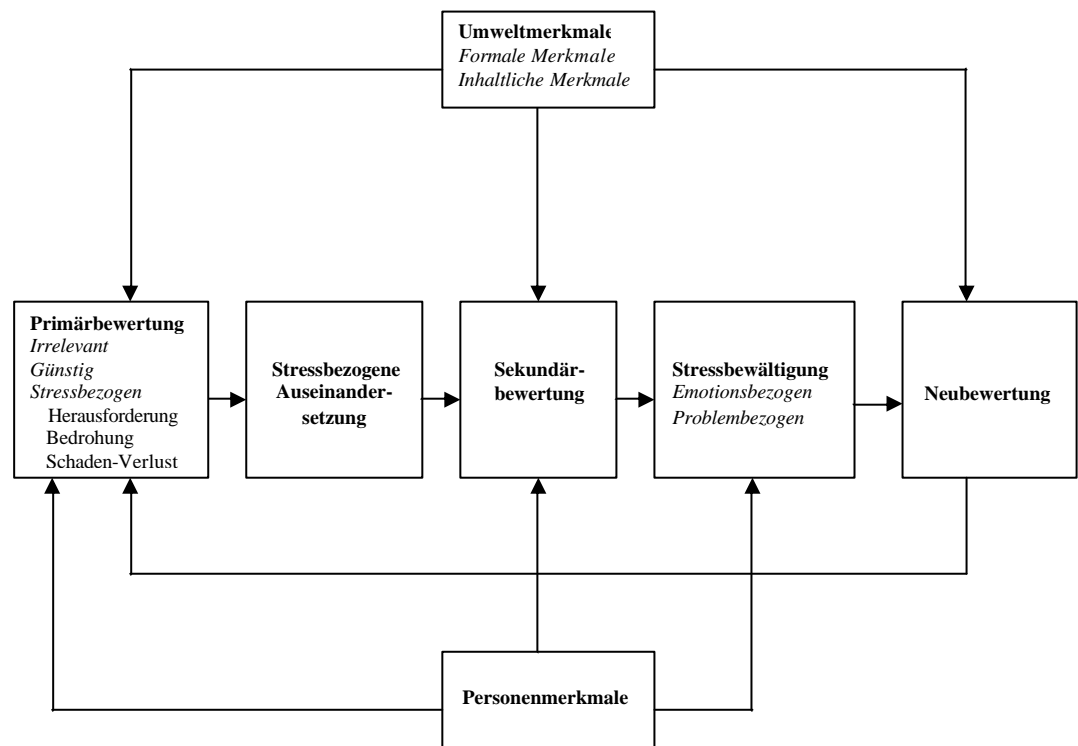 Umweltmerkmale
Formale Merkmale
Inhaltliche Merkmale
Primärbewertung
Irrelevant
Günstig
Stressbezogen
Herausforderung
Bedrohung
Schaden-Verlust
Stressbezogene
Auseinander-
setzung
Sekundär-
bewertung
Stressbewältigung
Emotionsbezogen
Problembezogen
Neubewertung
Personenmerkmale